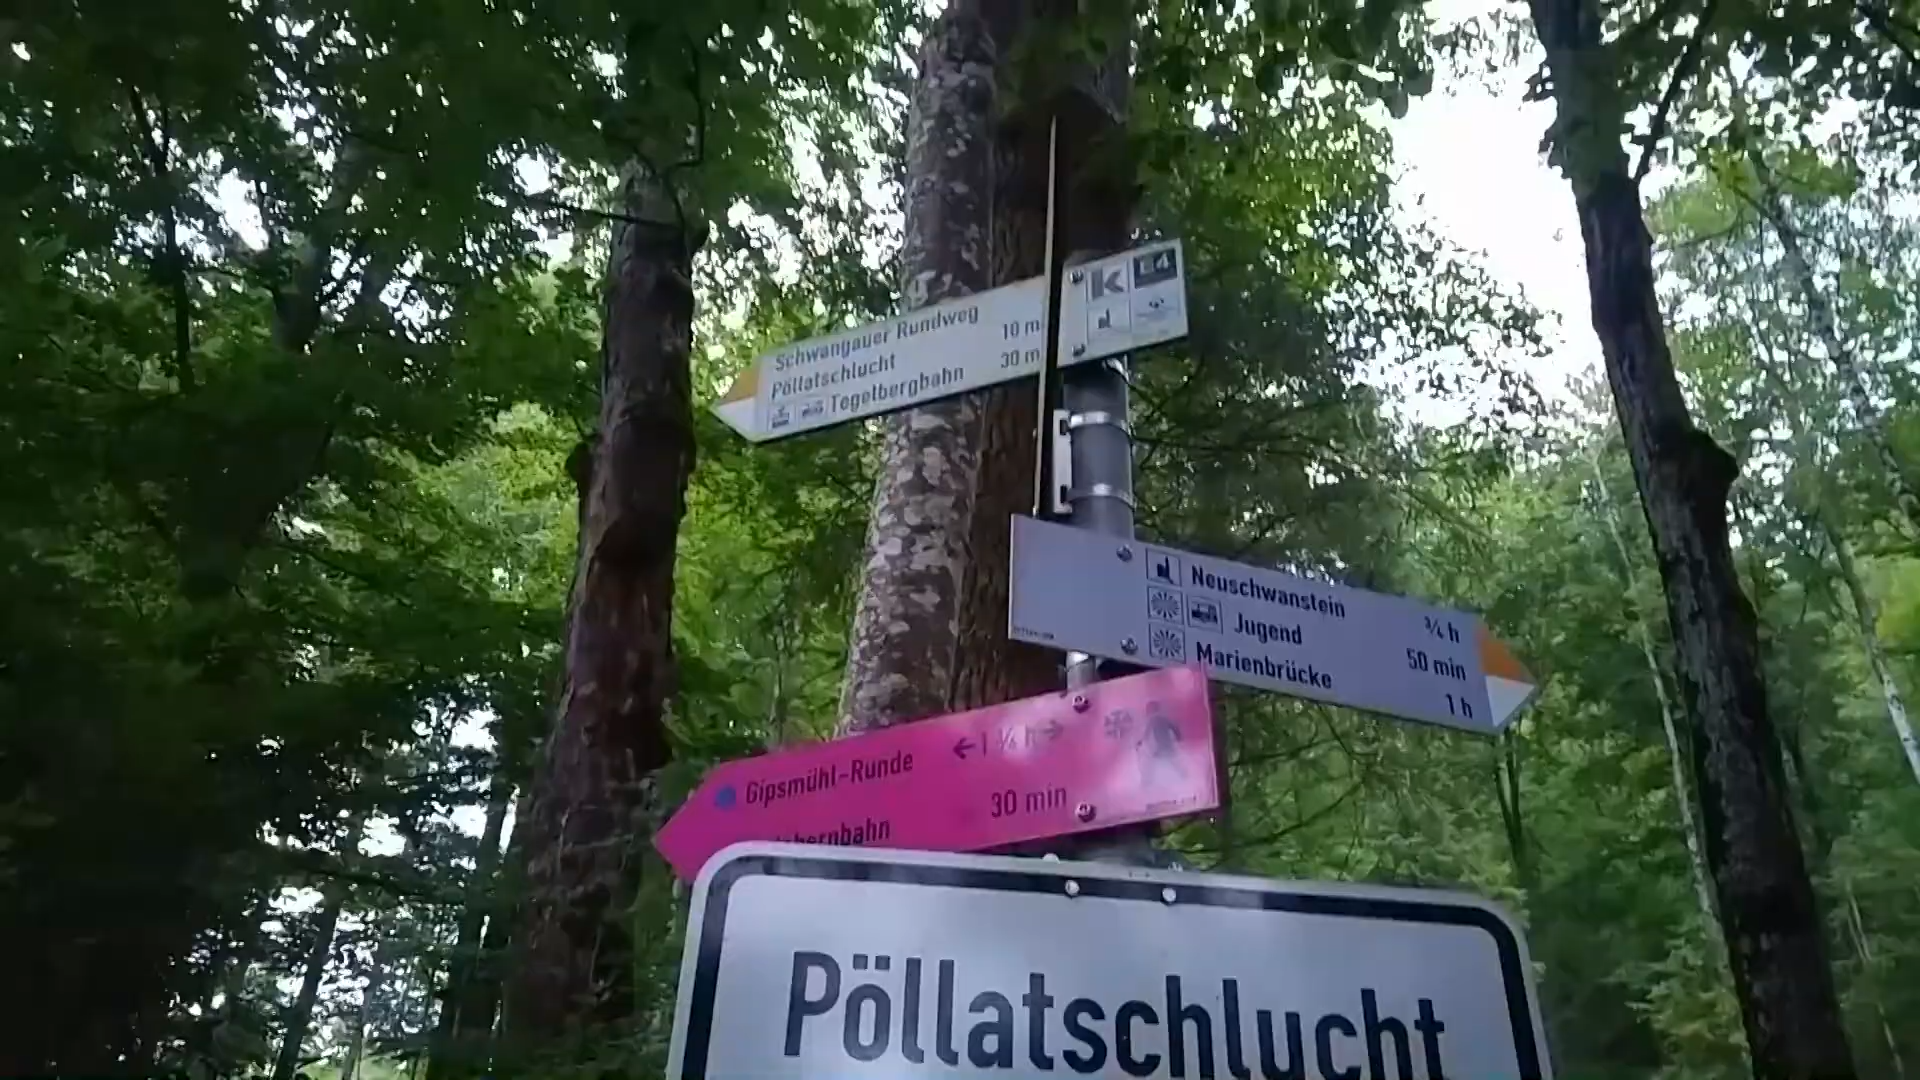 K E4
Schwangauer Rundweg
Pöllatschlucht 10 m
Tegelbergbahn 30 m
Neuschwanstein ¾ h
Jugend 50 min
Marienbrücke 1 h
Gipsmühl-Runde ← 1 ¼ h →
30 min
Pöllatschlucht